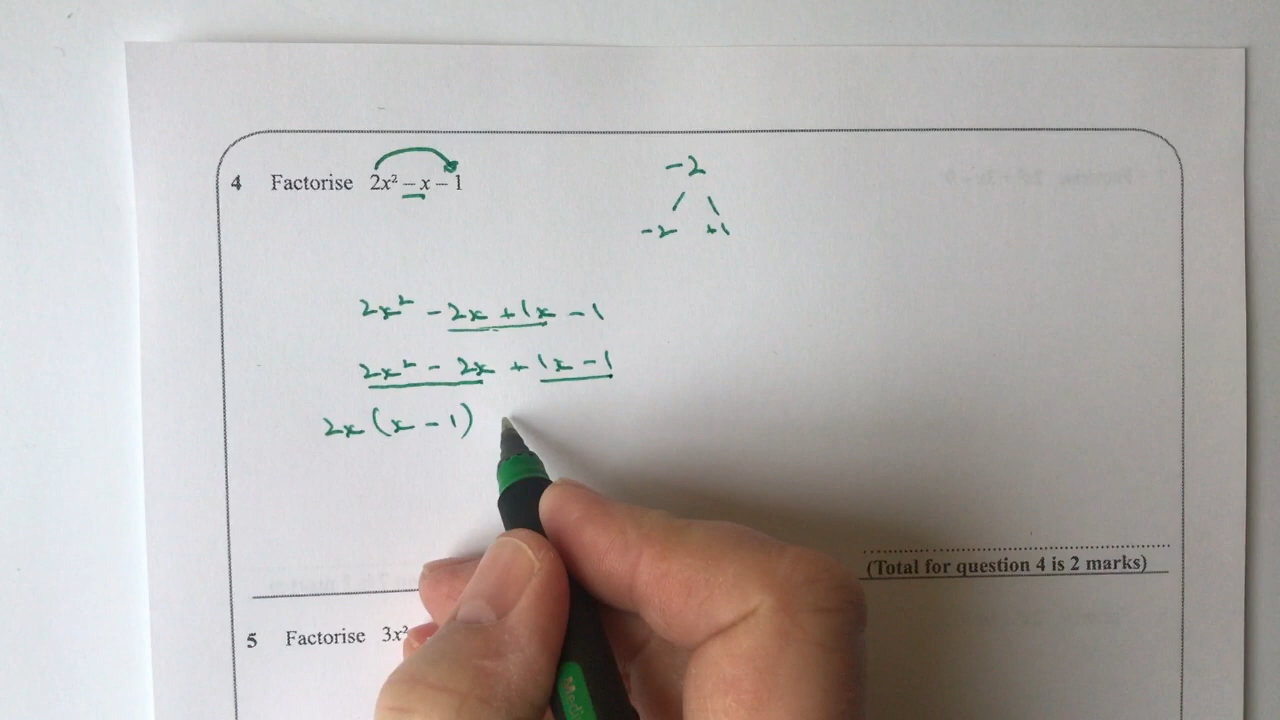 4 Factorise 2x² – x – 1
-2
-2 +1
2x² - 2x + 1x - 1
2x² - 2x + 1x - 1
2x(x - 1)
(Total for question 4 is 2 marks)
5 Factorise 3x²